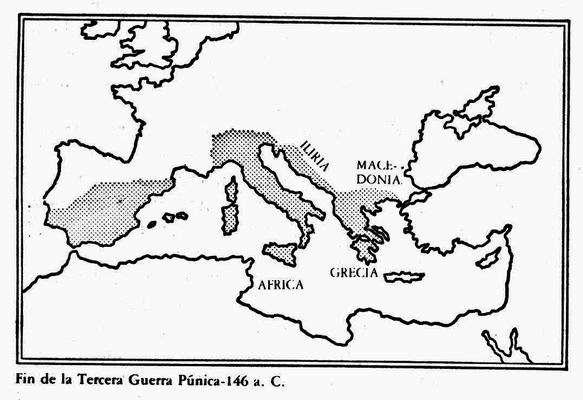 ILIRIA
MACE-
DONIA
GRECIA
AFRICA
Fin de la Tercera Guerra Púnica-146 a. C.